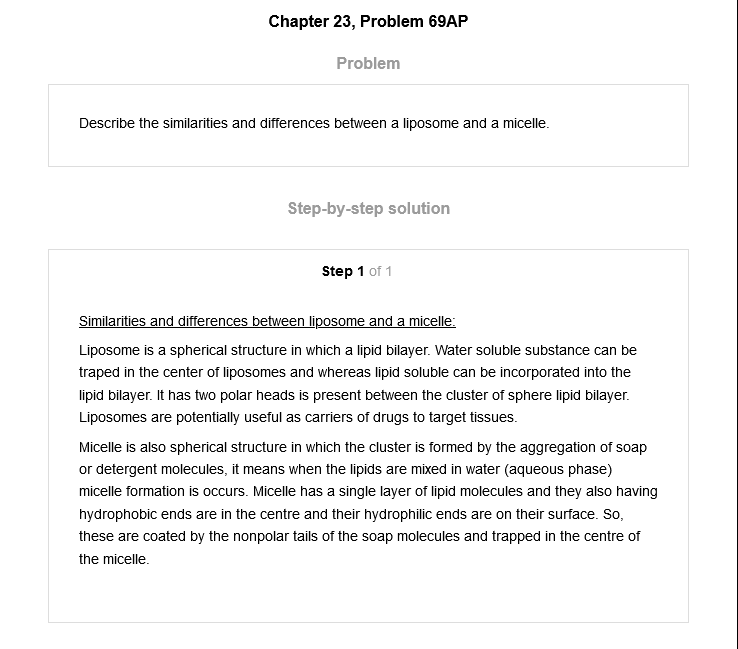 Chapter 23, Problem 69AP
Problem
Describe the similarities and differences between a liposome and a micelle.
Step-by-step solution
Step 1 of 1
Similarities and differences between liposome and a micelle:
Liposome is a spherical structure in which a lipid bilayer. Water soluble substance can be
traped in the center of liposomes and whereas lipid soluble can be incorporated into the
lipid bilayer. It has two polar heads is present between the cluster of sphere lipid bilayer.
Liposomes are potentially useful as carriers of drugs to target tissues.
Micelle is also spherical structure in which the cluster is formed by the aggregation of soap
or detergent molecules, it means when the lipids are mixed in water (aqueous phase)
micelle formation is occurs. Micelle has a single layer of lipid molecules and they also having
hydrophobic ends are in the centre and their hydrophilic ends are on their surface. So,
these are coated by the nonpolar tails of the soap molecules and trapped in the centre of
the micelle.